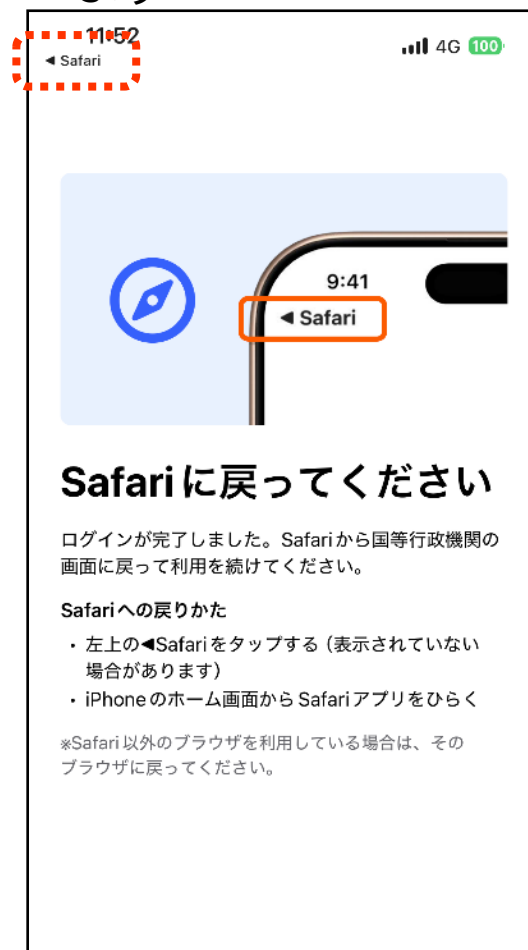 11:52
4G 100
◀ Safari
9:41
◀ Safari
Safariに戻ってください
ログインが完了しました。Safariから国等行政機関の
画面に戻って利用を続けてください。
Safariへの戻りかた
・左上の◀Safariをタップする（表示されていない
場合があります）
・iPhoneのホーム画面からSafariアプリをひらく
※Safari以外のブラウザを利用している場合は、その
ブラウザに戻ってください。